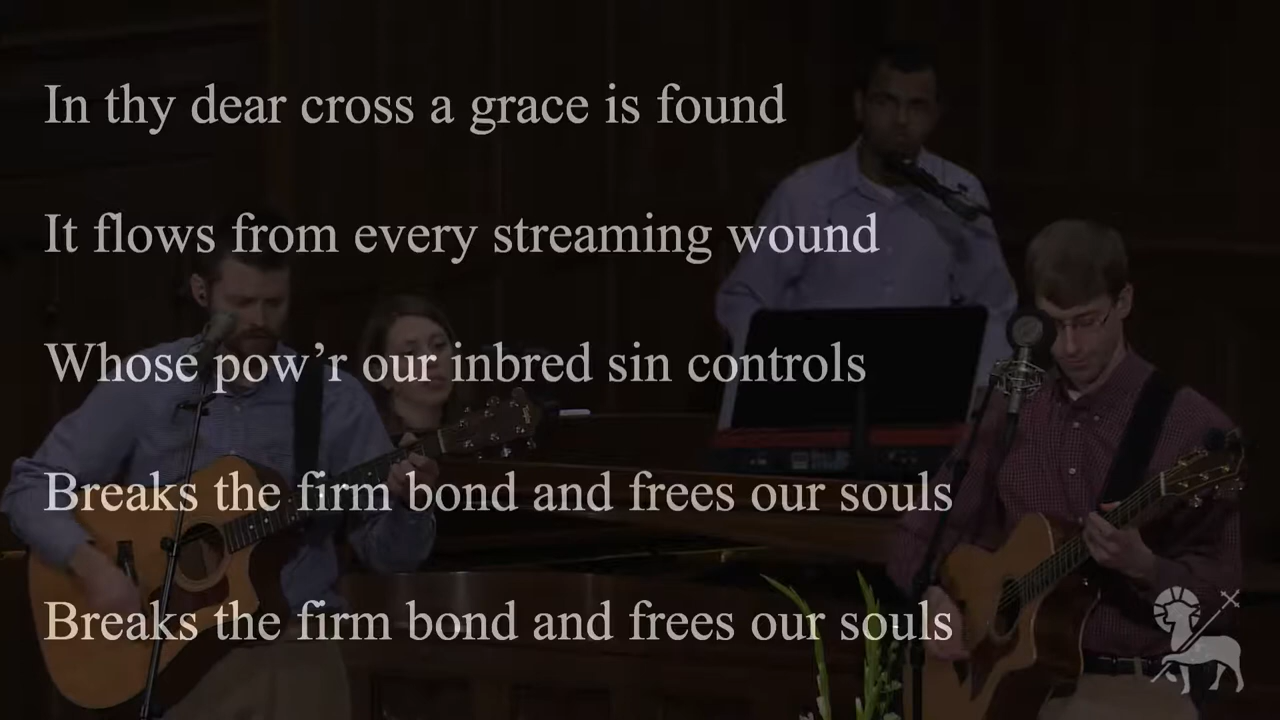 In thy dear cross a grace is found
It flows from every streaming wound
Whose pow’r our inbred sin controls
Breaks the firm bond and frees our souls
Breaks the firm bond and frees our souls